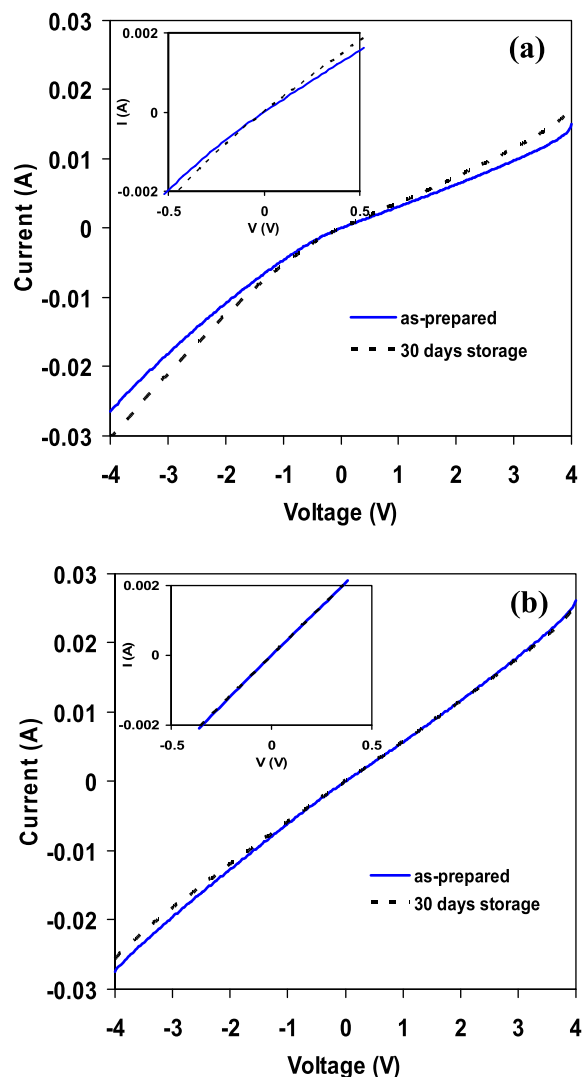 (a)
0.03
0.02
0.01
0
-0.01
-0.02
-0.03
Current (A)
-4 -3 -2 -1 0 1 2 3 4
Voltage (V)
0.002
0
-0.002
I (A)
-0.5 0 0.5
V (V)
as-prepared
30 days storage
(b)
0.03
0.02
0.01
0
-0.01
-0.02
-0.03
Current (A)
-4 -3 -2 -1 0 1 2 3 4
Voltage (V)
0.002
0
-0.002
I (A)
-0.5 0 0.5
V (V)
as-prepared
30 days storage